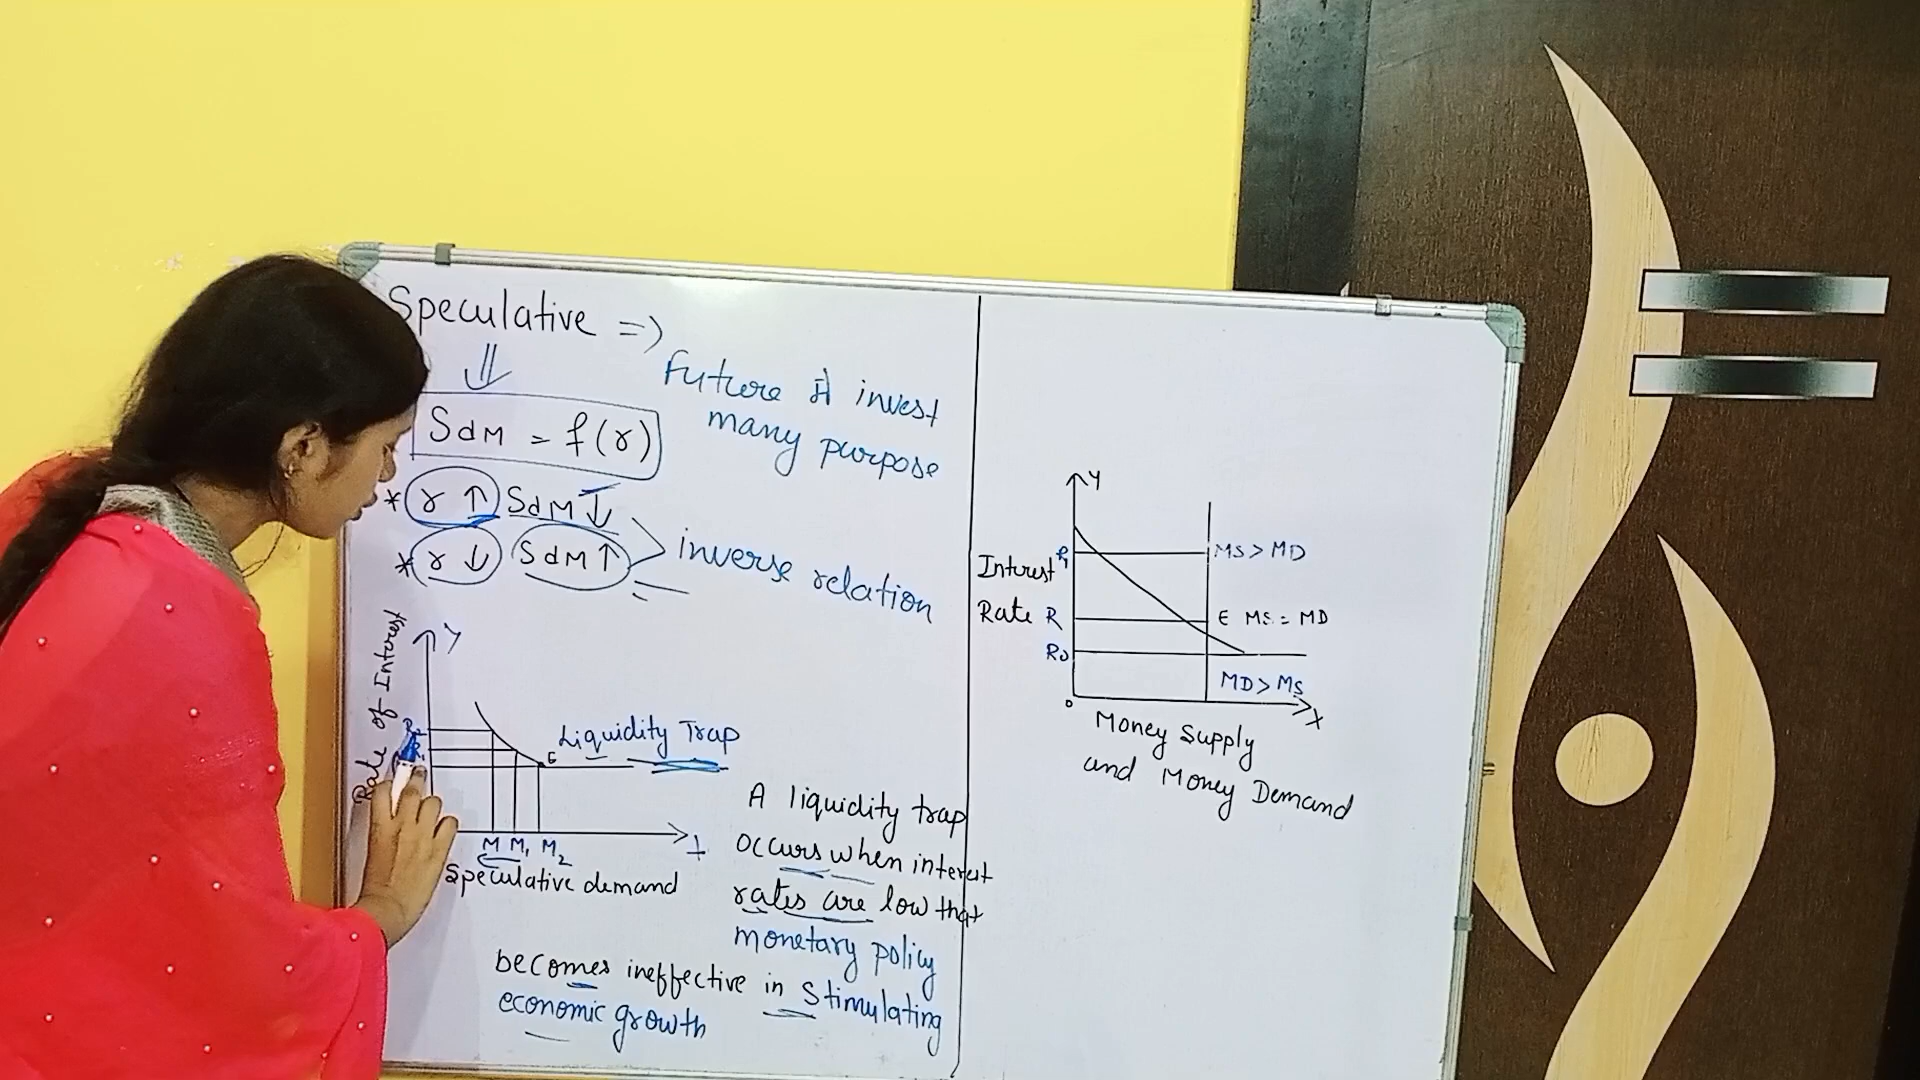 Speculative =>
Future में invest
many purpose
SdM = f(r)
* r ↑ SdM ↓
* r ↓ SdM ↑
inverse relation
Y
Rate of Interest
E
Liquidity Trap
M M1 M2
X
Speculative demand
A liquidity trap
occurs when interest
rates are low that
monetary policy
becomes ineffective in Stimulating
economic growth
Y
Interest R1 MS > MD
Rate R E MS = MD
R0
MD > MS
0
X
Money Supply
and Money Demand